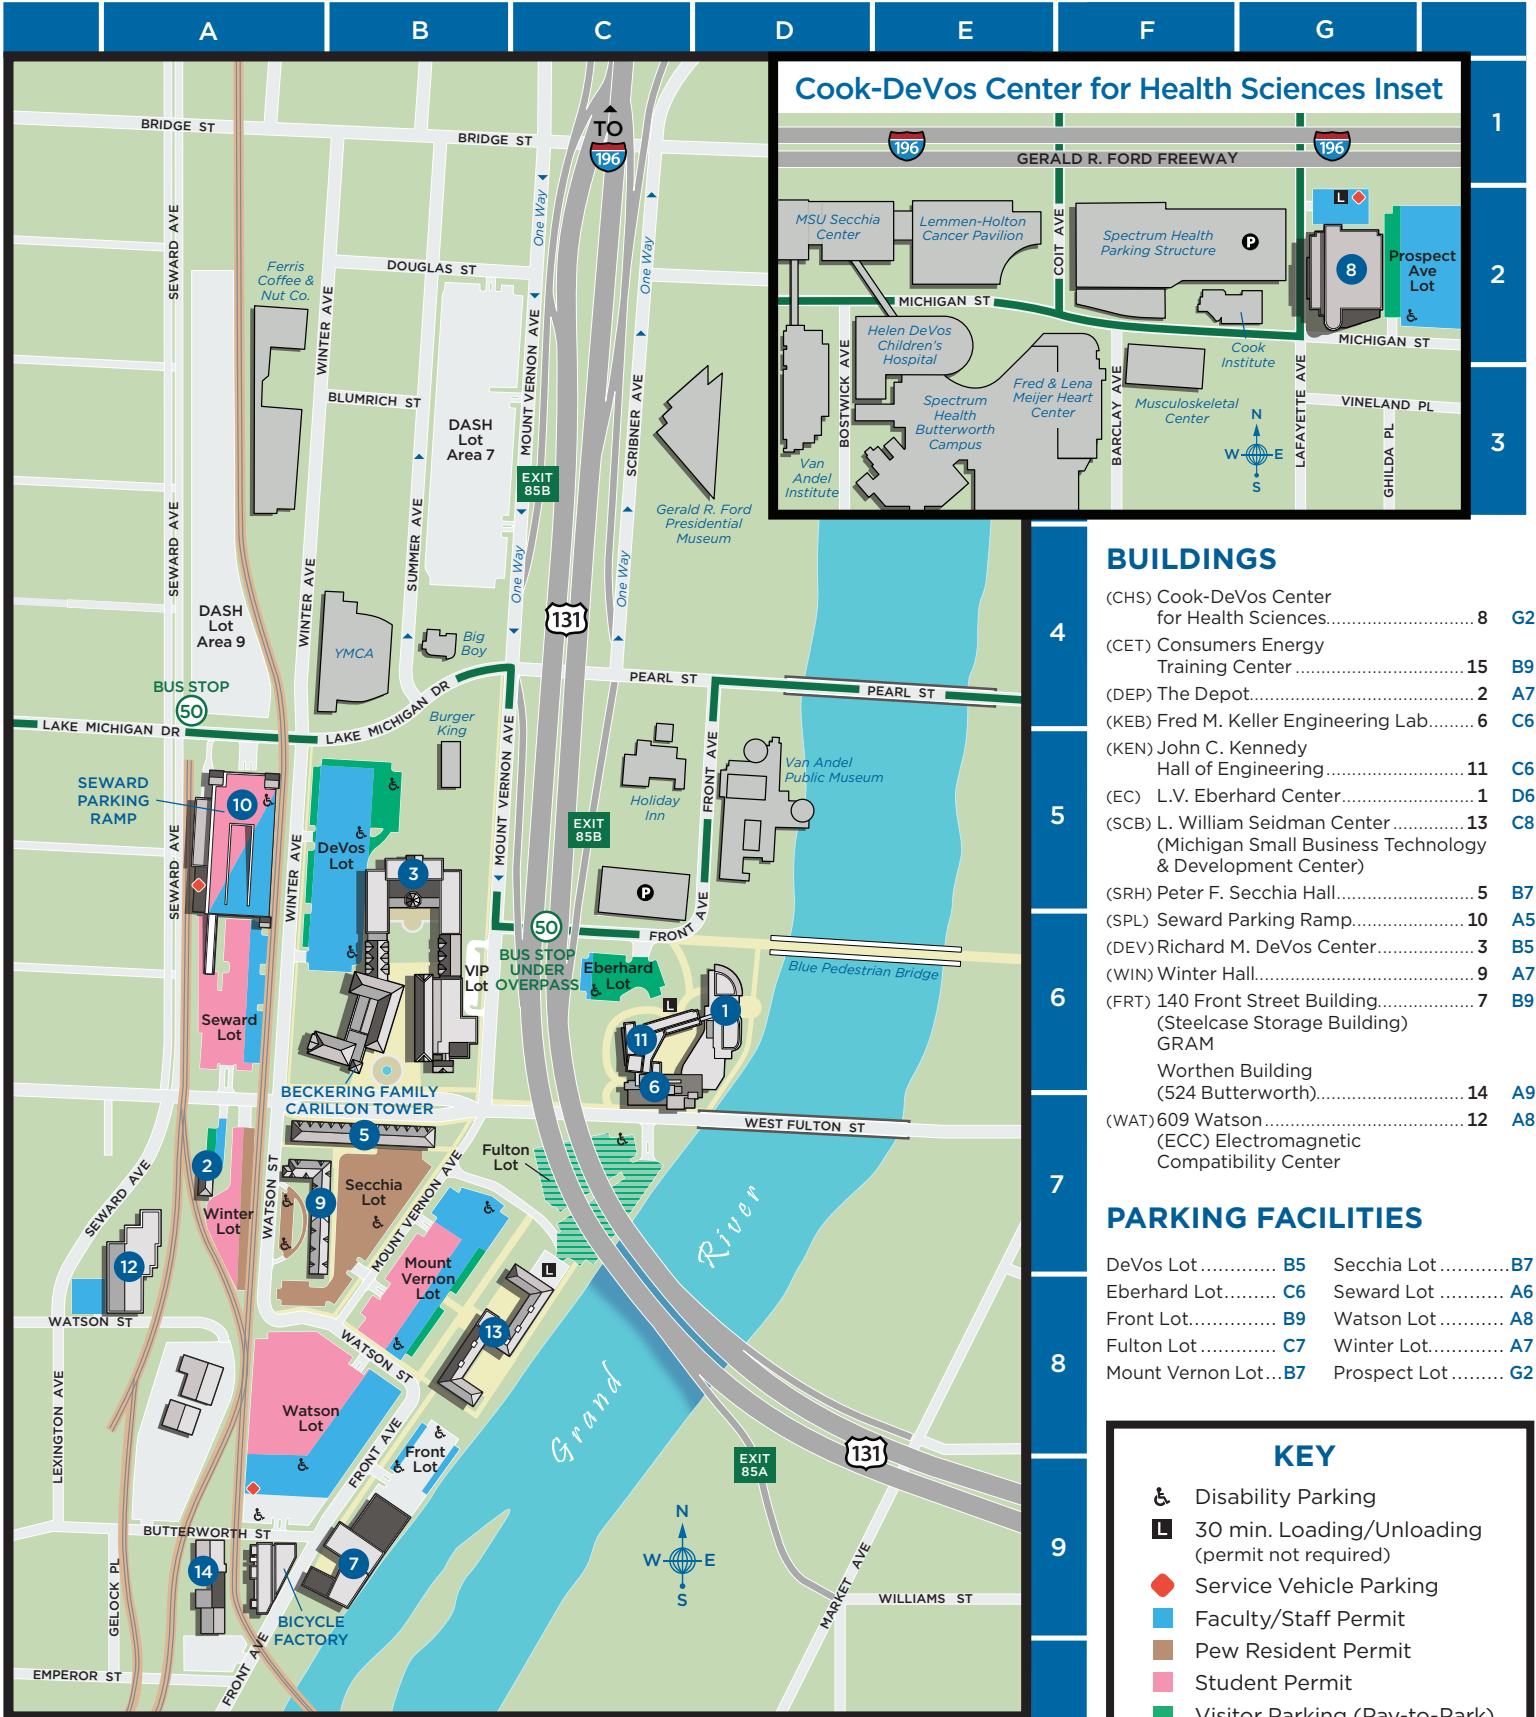 A B C D E F G
Cook-DeVos Center for Health Sciences Inset
1
2
3
4
5
6
7
8
9
196
196
GERALD R. FORD FREEWAY
MSU Secchia
Center
Lemmen-Holton
Cancer Pavilion
COIT AVE
Spectrum Health
Parking Structure
P
L
8
Prospect
Ave
Lot
MICHIGAN ST
MICHIGAN ST
Helen DeVos
Children's
Hospital
Cook
Institute
BOSTWICK AVE
Spectrum
Health
Butterworth
Campus
Fred & Lena
Meijer Heart
Center
BARCLAY AVE
Musculoskeletal
Center
LAFAYETTE AVE
VINELAND PL
GHILDA PL
Van
Andel
Institute
N
W E
S
BRIDGE ST
BRIDGE ST
TO
196
SEWARD AVE
One Way
One Way
Ferris
Coffee &
Nut Co.
DOUGLAS ST
WINTER AVE
MOUNT VERNON AVE
BLUMRICH ST
DASH
Lot
Area 7
SCRIBNER AVE
EXIT
85B
Gerald R. Ford
Presidential
Museum
SEWARD AVE
SUMMER AVE
WINTER AVE
One Way
One Way
131
DASH
Lot
Area 9
YMCA
Big
Boy
BUS STOP
50
PEARL ST
PEARL ST
LAKE MICHIGAN DR
LAKE MICHIGAN DR
Burger
King
SEWARD
PARKING
RAMP
10
MOUNT VERNON AVE
FRONT AVE
Van Andel
Public Museum
Holiday
Inn
EXIT
85B
SEWARD AVE
WINTER AVE
DeVos
Lot
3
P
50
BUS STOP
UNDER
OVERPASS
FRONT AVE
Blue Pedestrian Bridge
VIP
Lot
Eberhard
Lot
L
1
11
6
Seward
Lot
BECKERING FAMILY
CARILLON TOWER
5
WEST FULTON ST
Fulton
Lot
2
SEWARD AVE
WATSON ST
9
Secchia
Lot
Winter
Lot
MOUNT VERNON AVE
River
12
Mount
Vernon
Lot
L
WATSON ST
WATSON ST
13
LEXINGTON AVE
Watson
Lot
Grand
FRONT AVE
Front
Lot
131
EXIT
85A
BUTTERWORTH ST
14
7
GELOCK PL
BICYCLE
FACTORY
FRONT AVE
EMPEROR ST
N
W E
S
MARKET AVE
WILLIAMS ST
BUILDINGS
(CHS) Cook-DeVos Center
for Health Sciences 8 G2
(CET) Consumers Energy
Training Center 15 B9
(DEP) The Depot 2 A7
(KEB) Fred M. Keller Engineering Lab 6 C6
(KEN) John C. Kennedy
Hall of Engineering 11 C6
(EC) L.V. Eberhard Center 1 D6
(SCB) L. William Seidman Center 13 C8
(Michigan Small Business Technology
& Development Center)
(SRH) Peter F. Secchia Hall 5 B7
(SPL) Seward Parking Ramp 10 A5
(DEV) Richard M. DeVos Center 3 B5
(WIN) Winter Hall 9 A7
(FRT) 140 Front Street Building 7 B9
(Steelcase Storage Building)
GRAM
Worthen Building
(524 Butterworth) 14 A9
(WAT) 609 Watson 12 A8
(ECC) Electromagnetic
Compatibility Center
PARKING FACILITIES
DeVos Lot B5 Secchia Lot B7
Eberhard Lot C6 Seward Lot A6
Front Lot B9 Watson Lot A8
Fulton Lot C7 Winter Lot A7
Mount Vernon Lot B7 Prospect Lot G2
KEY
Disability Parking
L 30 min. Loading/Unloading
(permit not required)
Service Vehicle Parking
Faculty/Staff Permit
Pew Resident Permit
Student Permit
Visitor Parking (Pay-to-Park)